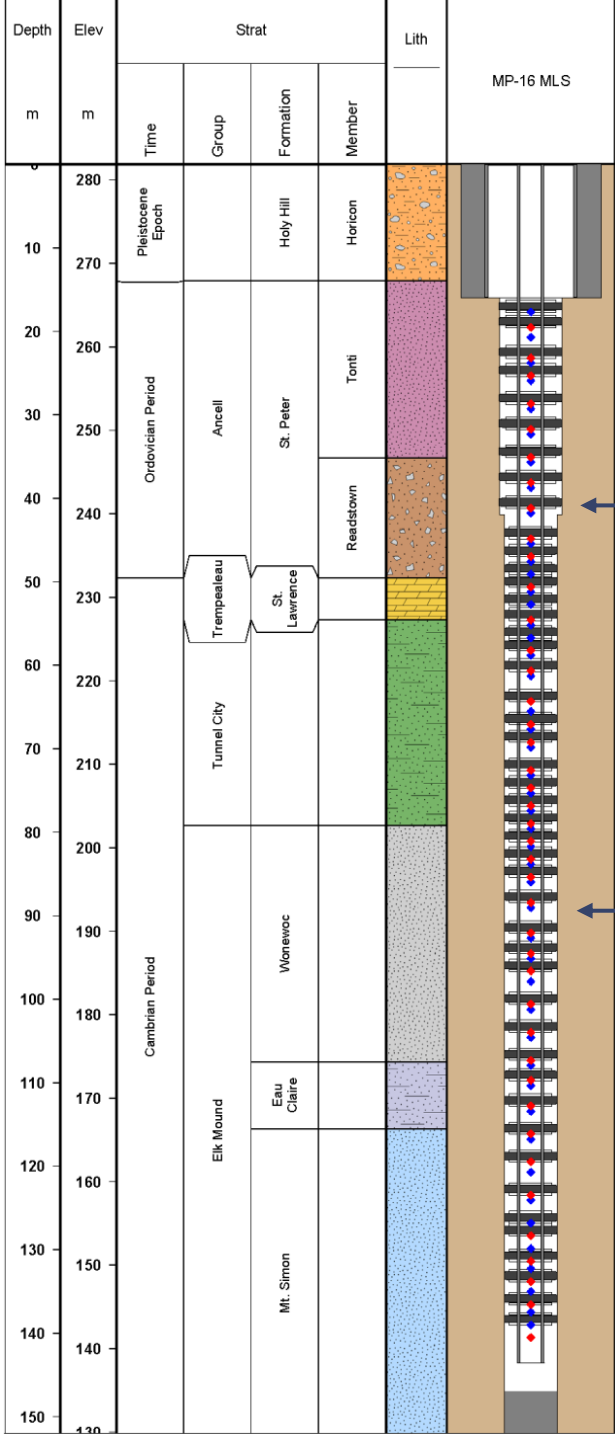 Depth
Elev
Strat
Lith
MP-16 MLS
m
m
Time
Group
Formation
Member
280
Pleistocene
Epoch
Holy Hill
Horicon
10
270
20
260
30
250
40
240
50
230
60
220
70
210
80
200
90
190
100
180
110
170
120
160
130
150
140
140
150
130
Ordovician Period
Ancell
St. Peter
Tonti
Readstown
Trempealeau
St.
Lawrence
Tunnel City
Cambrian Period
Elk Mound
Wonewoc
Eau
Claire
Mt. Simon